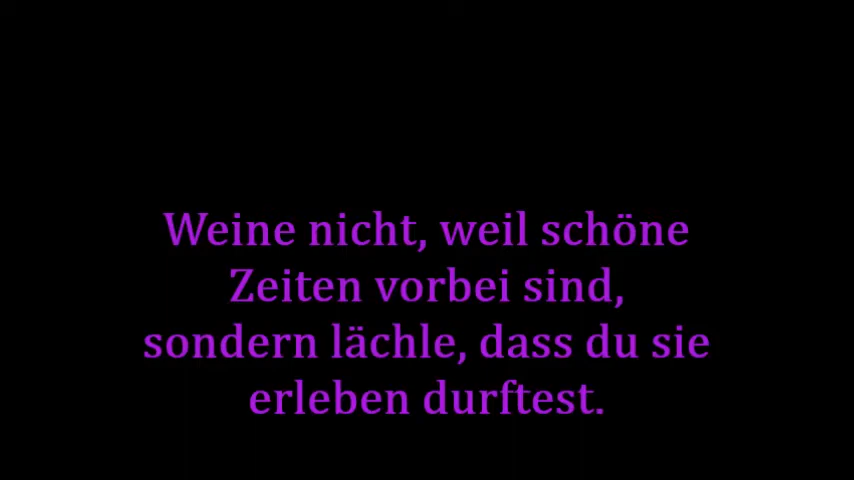 Weine nicht, weil schöne
Zeiten vorbei sind,
sondern lächle, dass du sie
erleben durftest.